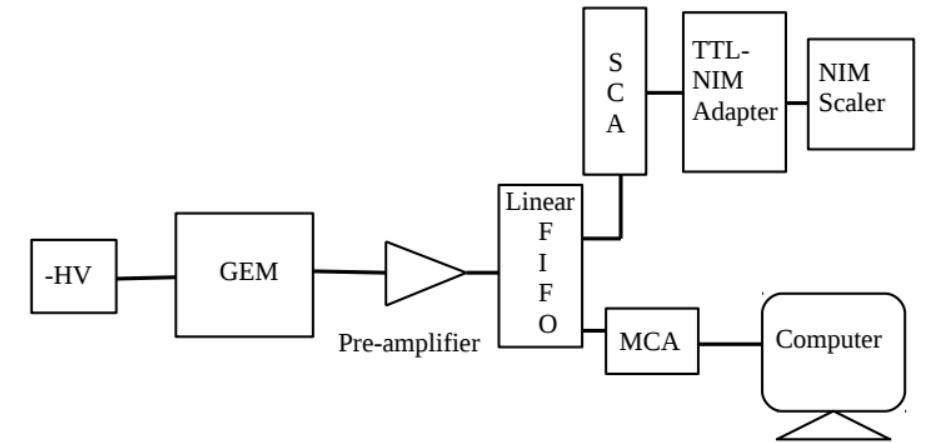 -HV
GEM
Pre-amplifier
Linear
F
I
F
O
S
C
A
TTL-
NIM
Adapter
NIM
Scaler
MCA
Computer